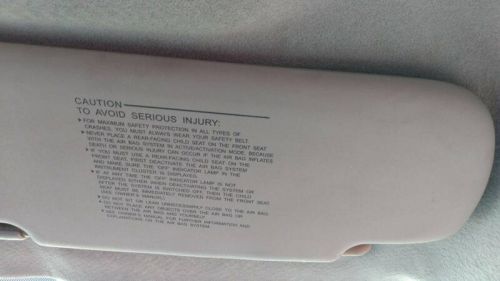 CAUTION
TO AVOID SERIOUS INJURY:
▶FOR MAXIMUM SAFETY PROTECTION IN ALL TYPES OF
CRASHES, YOU MUST ALWAYS WEAR YOUR SAFETY BELT.
▶NEVER PLACE A REAR-FACING CHILD SEAT ON THE FRONT SEAT
WITH THE AIR BAG SYSTEM IN ACTIVE/ACTIVATION MODE, BECAUSE
DEATH OR SERIOUS INJURY CAN OCCUR IF THE AIR BAG INFLATES
▶IF YOU MUST USE A REAR-FACING CHILD SEAT ON THE
FRONT SEAT, FIRST DEACTIVATE THE AIR BAG SYSTEM
AND MAKE SURE THE 'OFF' INDICATOR LAMP IN THE
INSTRUMENT CLUSTER IS DISPLAYED.
▶IF AT ANY TIME THE 'OFF' INDICATOR LAMP IS NOT
DISPLAYED EITHER WHEN DEACTIVATING THE SYSTEM OR
AFTER THE SYSTEM IS SWITCHED OFF, THEN THE CHILD
SEAT MUST BE IMMEDIATELY REMOVED FROM THE FRONT SEAT
(SEE OWNER'S MANUAL)
▶DO NOT SIT OR LEAN UNNECESSARILY CLOSE TO THE AIR BAG
▶DO NOT PLACE ANY OBJECTS OVER THE AIR BAG OR
BETWEEN THE AIR BAG AND YOURSELF
▶SEE OWNER'S MANUAL FOR FURTHER INFORMATION AND
EXPLANATIONS ON THE AIR BAG SYSTEM